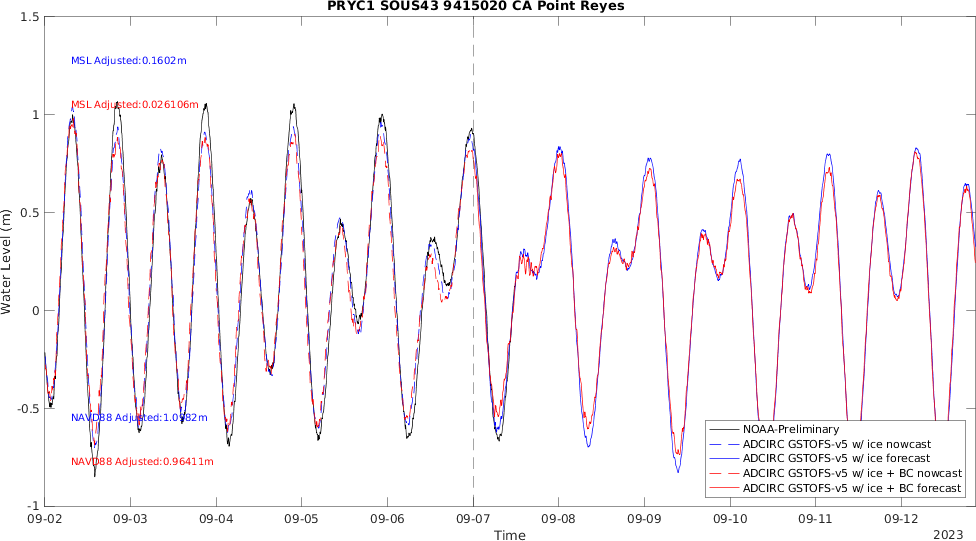 PRYC1 SOUS43 9415020 CA Point Reyes
1.5
1
0.5
0
-0.5
-1
Water Level (m)
MSL Adjusted:0.1602m
MSL Adjusted:0.026106m
NAVD88 Adjusted:1.0982m
NAVD88 Adjusted:0.96411m
NOAA-Preliminary
ADCIRC GSTOFS-v5 w/ ice nowcast
ADCIRC GSTOFS-v5 w/ ice forecast
ADCIRC GSTOFS-v5 w/ ice + BC nowcast
ADCIRC GSTOFS-v5 w/ ice + BC forecast
09-02 09-03 09-04 09-05 09-06 09-07 09-08 09-09 09-10 09-11 09-12
Time
2023